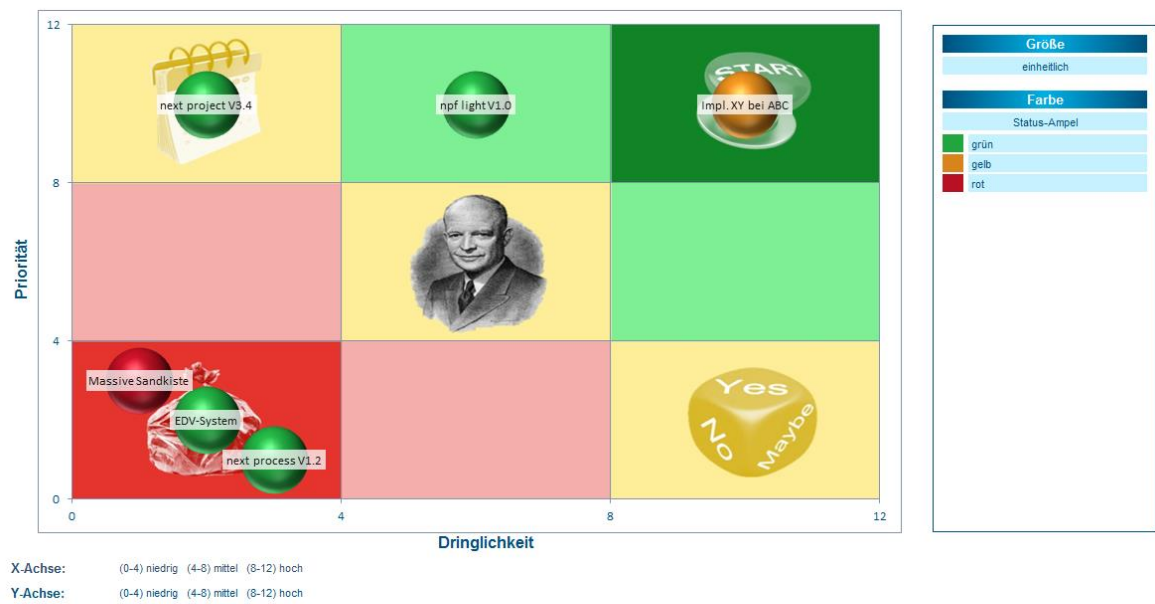 12
8
4
0
0
4
8
12
Priorität
Dringlichkeit
next project V3.4
npf light V1.0
START
Impl. XY bei ABC
Massive Sandkiste
EDV-System
next process V1.2
Yes
No
Maybe
Größe
einheitlich
Farbe
Status-Ampel
grün
gelb
rot
X-Achse: (0-4) niedrig (4-8) mittel (8-12) hoch
Y-Achse: (0-4) niedrig (4-8) mittel (8-12) hoch